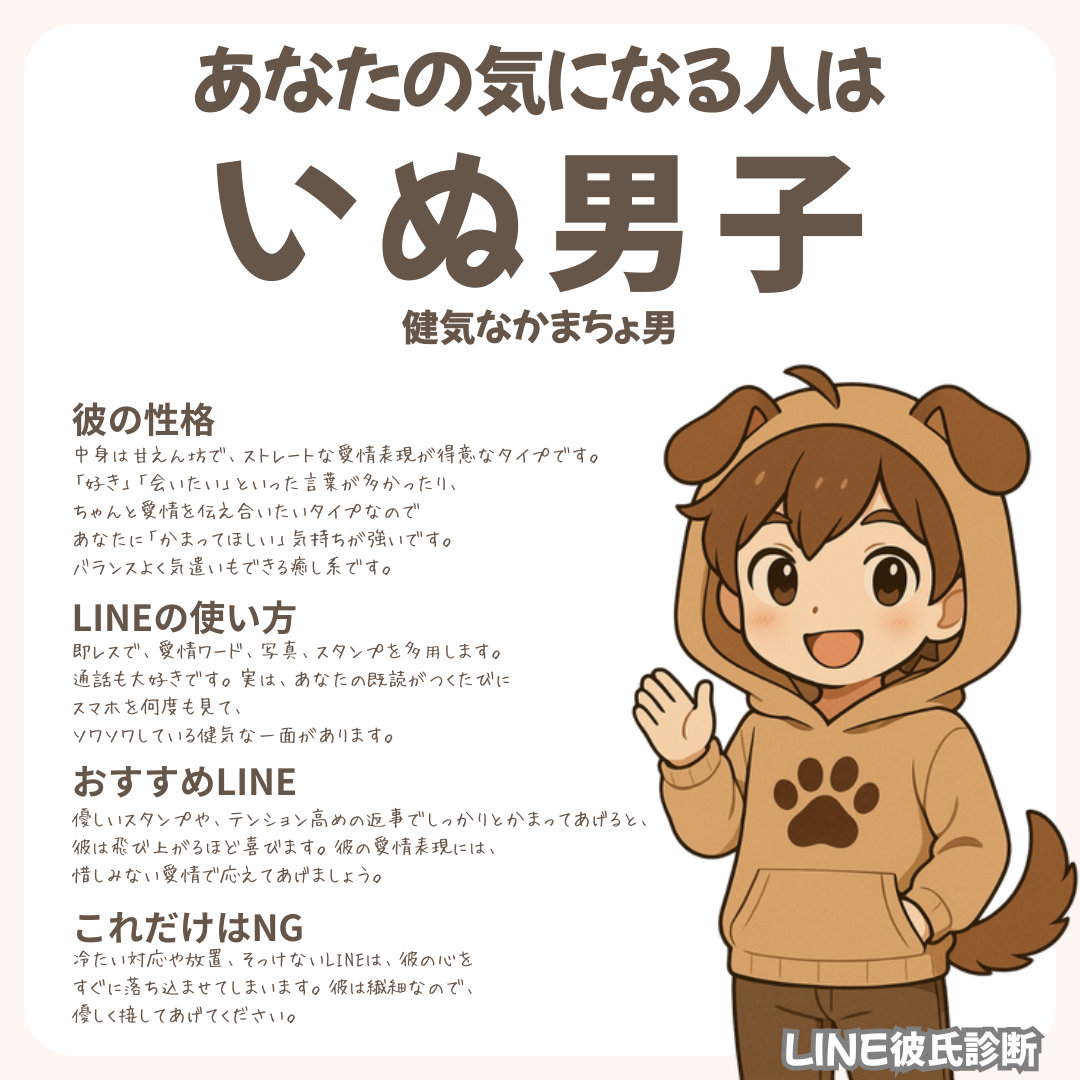 あなたの気になる人は
いぬ男子
健気なかまちょ男
彼の性格
中身は甘えん坊で、ストレートな愛情表現が得意なタイプです。
「好き」「会いたい」といった言葉が多かったり、
ちゃんと愛情を伝え合いたいタイプなので
あなたに「かまってほしい」気持ちが強いです。
バランスよく気遣いもできる癒し系です。
LINEの使い方
即レスで、愛情ワード、写真、スタンプを多用します。
通話も大好きです。実は、あなたの既読がつくたびに
スマホを何度も見て、
ソワソワしている健気な一面があります。
おすすめLINE
優しいスタンプや、テンション高めの返事でしっかりとかまってあげると、
彼は飛び上がるほど喜びます。彼の愛情表現には、
惜しみない愛情で応えてあげましょう。
これだけはNG
冷たい対応や放置、そっけないLINEは、彼の心を
すぐに落ち込ませてしまいます。彼は繊細なので、
優しく接してあげてください。
LINE彼氏診断